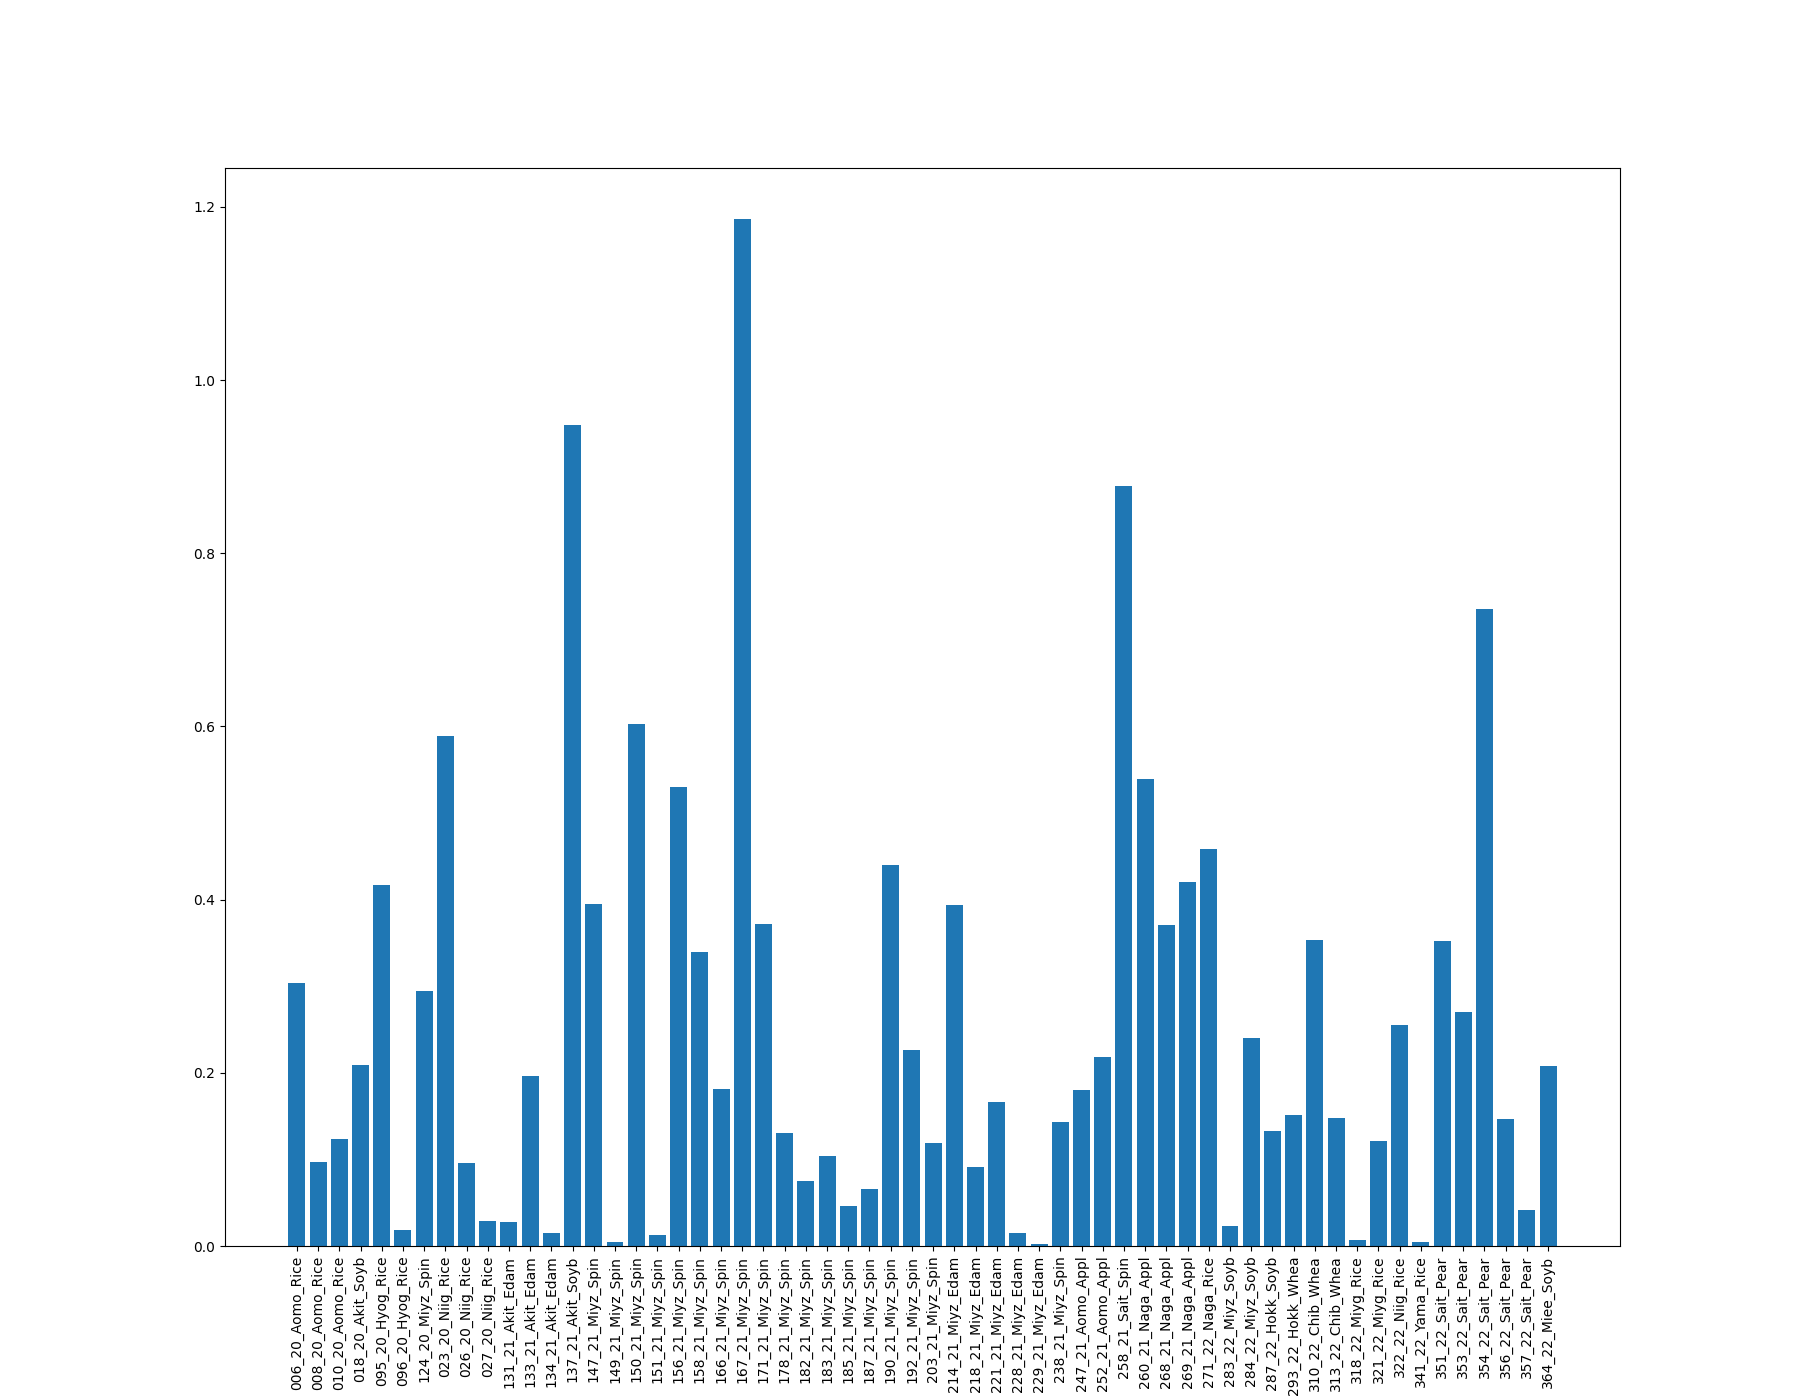 1.2
1.0
0.8
0.6
0.4
0.2
0.0
006_20_Aomo_Rice
008_20_Aomo_Rice
010_20_Aomo_Rice
018_20_Akit_Soyb
095_20_Hyog_Rice
096_20_Hyog_Rice
124_20_Miyz_Spin
023_20_Niig_Rice
026_20_Niig_Rice
027_20_Niig_Rice
131_21_Akit_Edam
133_21_Akit_Edam
134_21_Akit_Edam
137_21_Akit_Soyb
147_21_Miyz_Spin
149_21_Miyz_Spin
150_21_Miyz_Spin
151_21_Miyz_Spin
156_21_Miyz_Spin
158_21_Miyz_Spin
166_21_Miyz_Spin
167_21_Miyz_Spin
171_21_Miyz_Spin
178_21_Miyz_Spin
182_21_Miyz_Spin
183_21_Miyz_Spin
185_21_Miyz_Spin
187_21_Miyz_Spin
190_21_Miyz_Spin
192_21_Miyz_Spin
203_21_Miyz_Spin
214_21_Miyz_Edam
218_21_Miyz_Edam
221_21_Miyz_Edam
228_21_Miyz_Edam
229_21_Miyz_Edam
238_21_Miyz_Spin
247_21_Aomo_Appl
252_21_Aomo_Appl
258_21_Sait_Spin
260_21_Naga_Appl
268_21_Naga_Appl
269_21_Naga_Appl
271_22_Naga_Rice
283_22_Miyz_Soyb
284_22_Miyz_Soyb
287_22_Hokk_Soyb
293_22_Hokk_Whea
310_22_Chib_Whea
313_22_Chib_Whea
318_22_Miyg_Rice
321_22_Miyg_Rice
322_22_Niig_Rice
341_22_Yama_Rice
351_22_Sait_Pear
353_22_Sait_Pear
354_22_Sait_Pear
356_22_Sait_Pear
357_22_Sait_Pear
364_22_Miee_Soyb